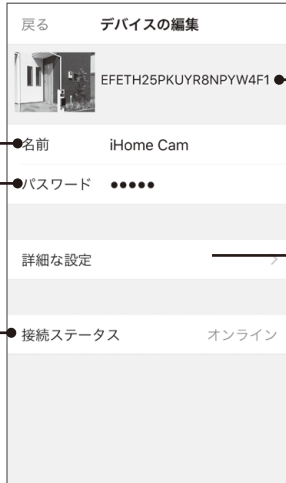 戻る デバイスの編集
EFETH25PKUYR8NPYW4F1
名前 iHome Cam
パスワード ●●●●●
詳細な設定 >
接続ステータス オンライン